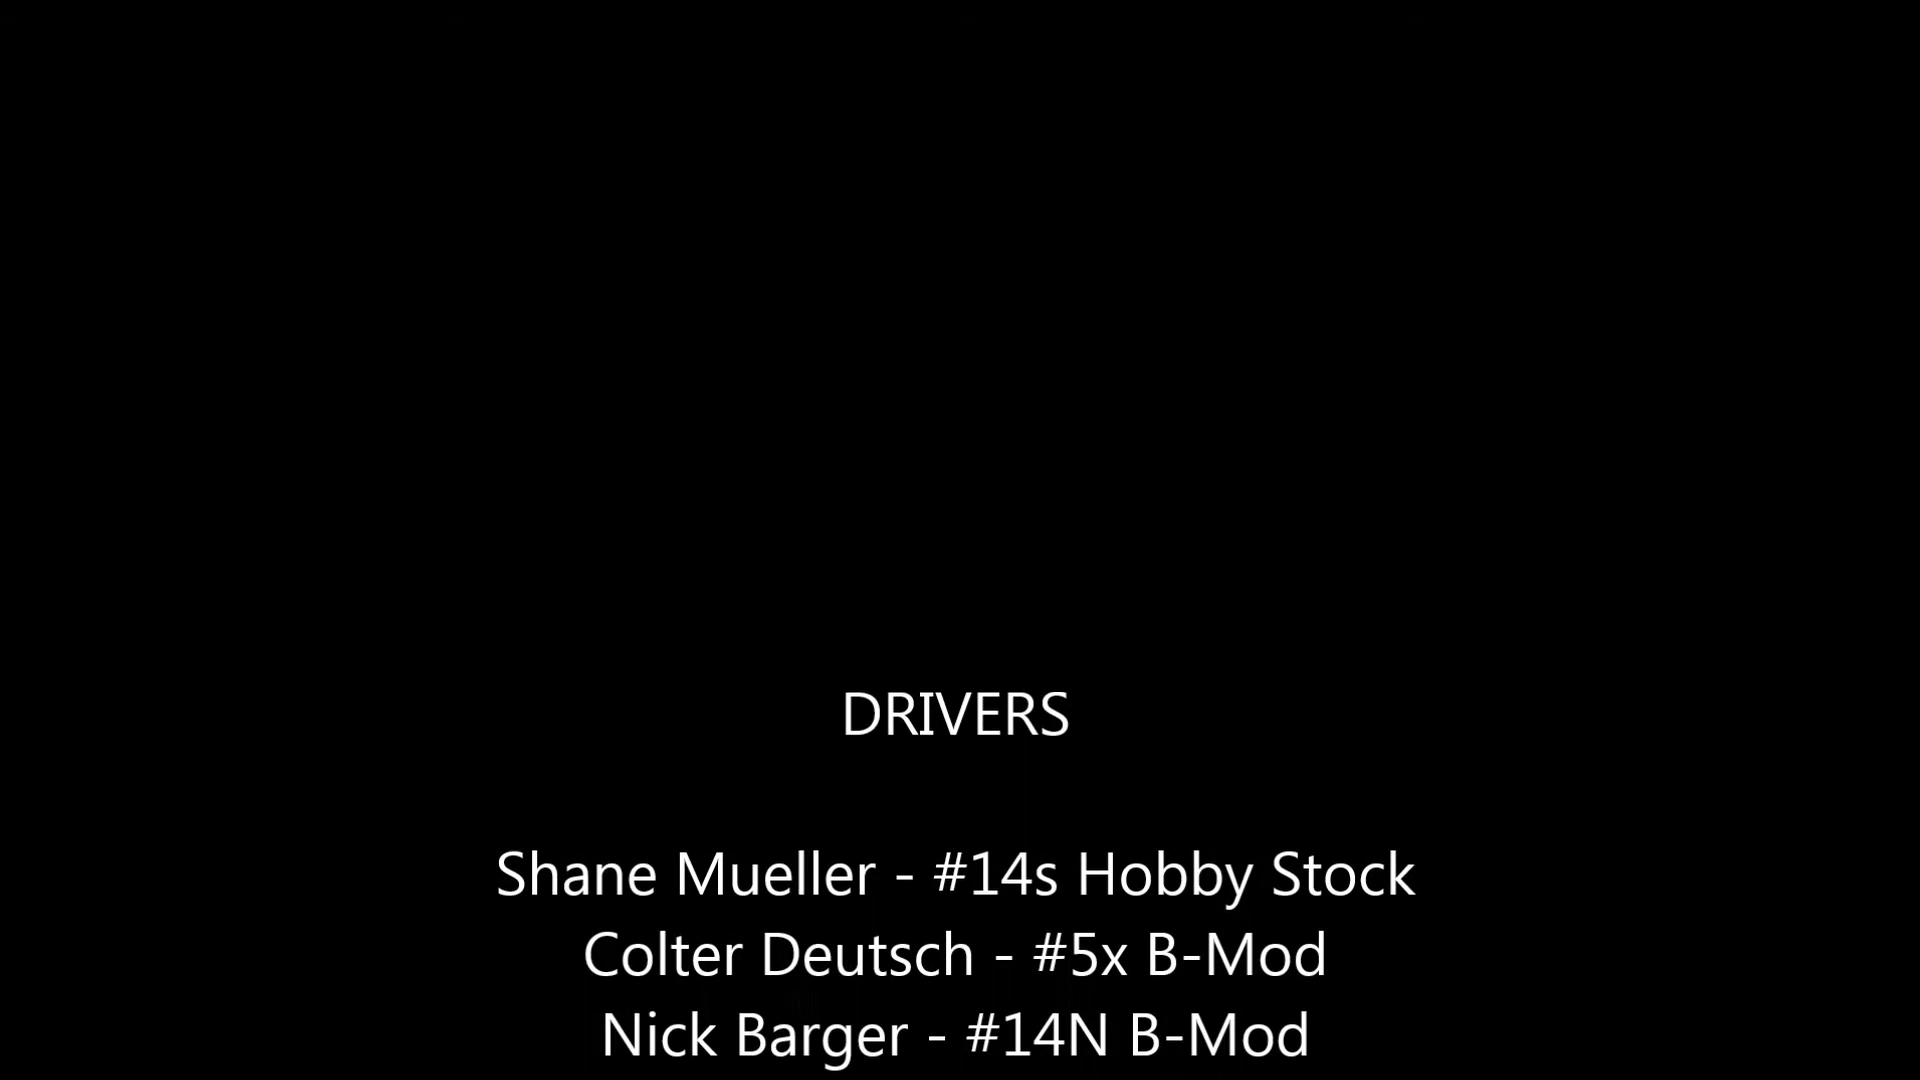 DRIVERS
Shane Mueller - #14s Hobby Stock
Colter Deutsch - #5x B-Mod
Nick Barger - #14N B-Mod